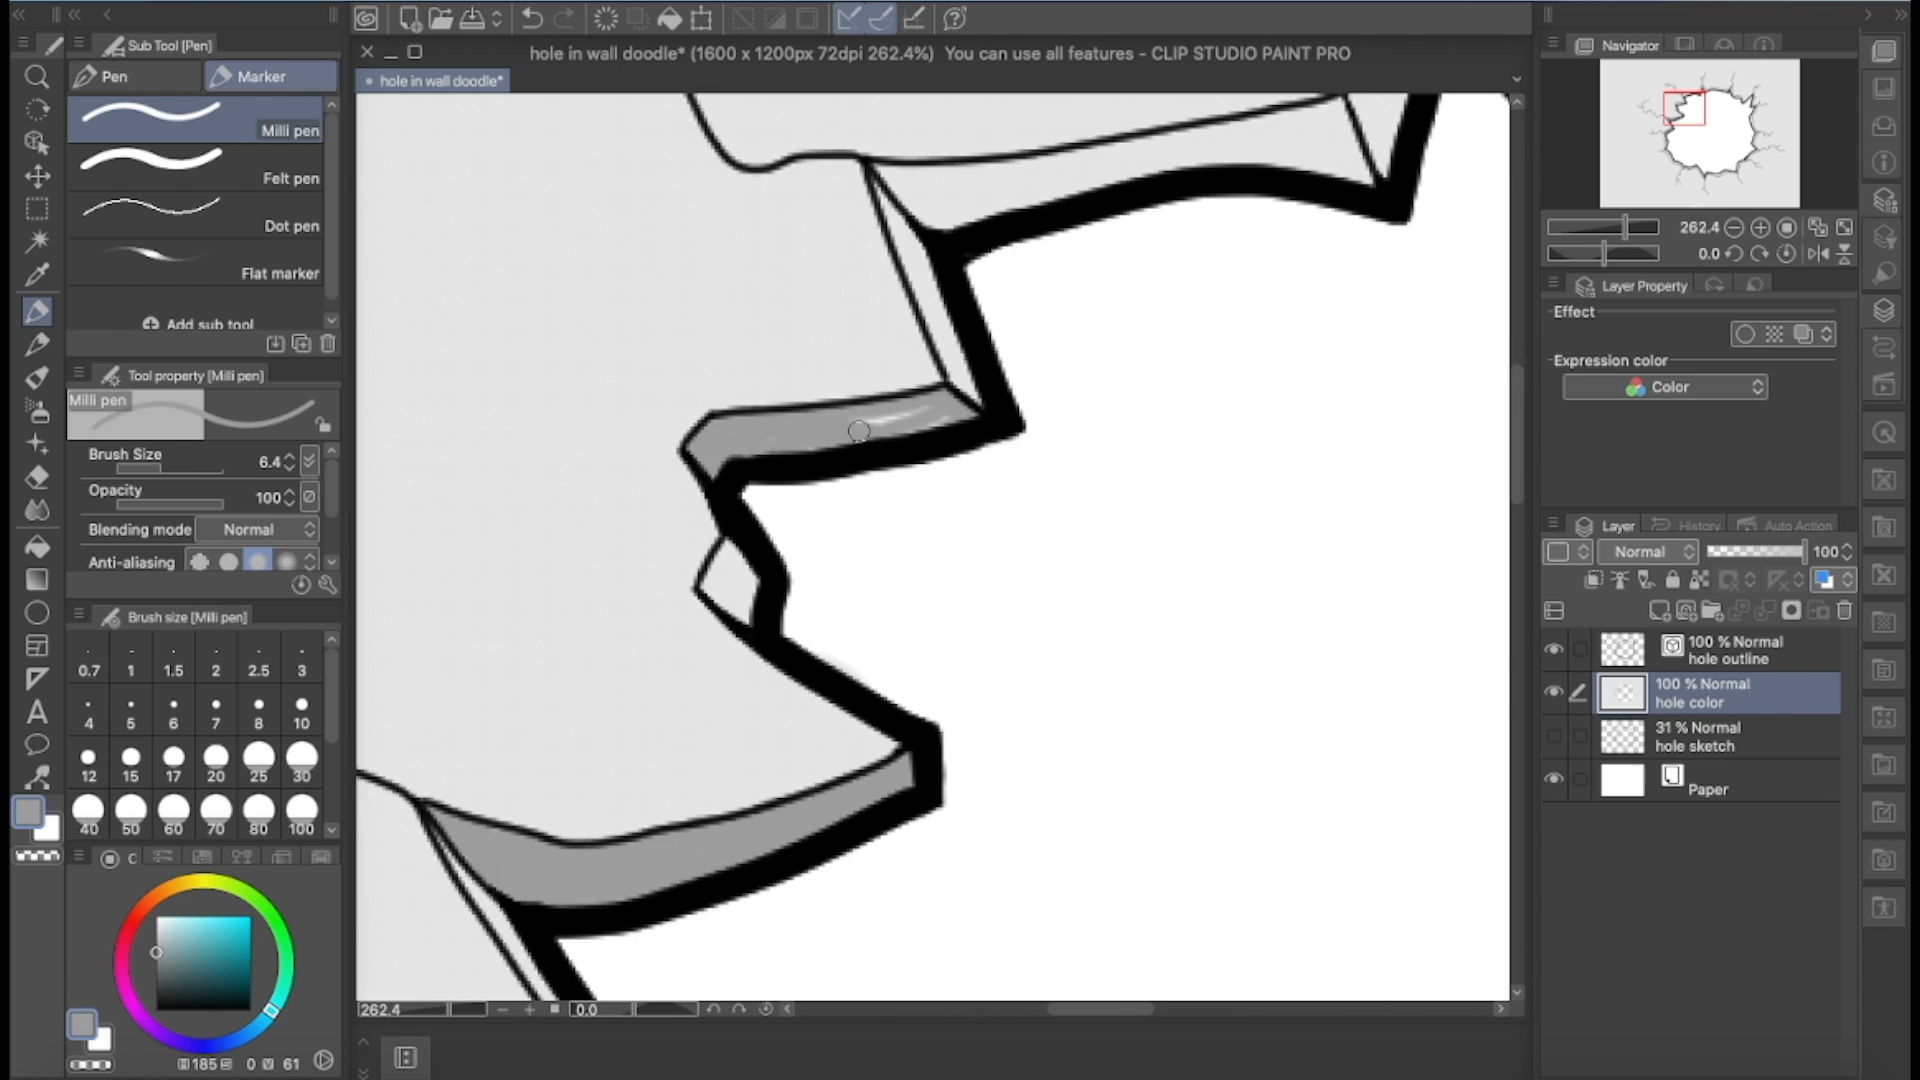 hole in wall doodle* (1600 x 1200px 72dpi 262.4%)  You can use all features - CLIP STUDIO PAINT PRO
hole in wall doodle*
Sub Tool [Pen]
Pen
Marker
Milli pen
Felt pen
Dot pen
Flat marker
Add sub tool
Tool property [Milli pen]
Milli pen
Brush Size 6.4
Opacity 100
Blending mode Normal
Anti-aliasing
Brush size [Milli pen]
0.7 1 1.5 2 2.5 3
4 5 6 7 8 10
12 15 17 20 25 30
40 50 60 70 80 100
C
185 0 61
262.4 0.0
Navigator
262.4
0.0
Layer Property
Effect
Expression color
Color
Layer History Auto Action
Normal 100
100 % Normal
hole outline
100 % Normal
hole color
31 % Normal
hole sketch
Paper